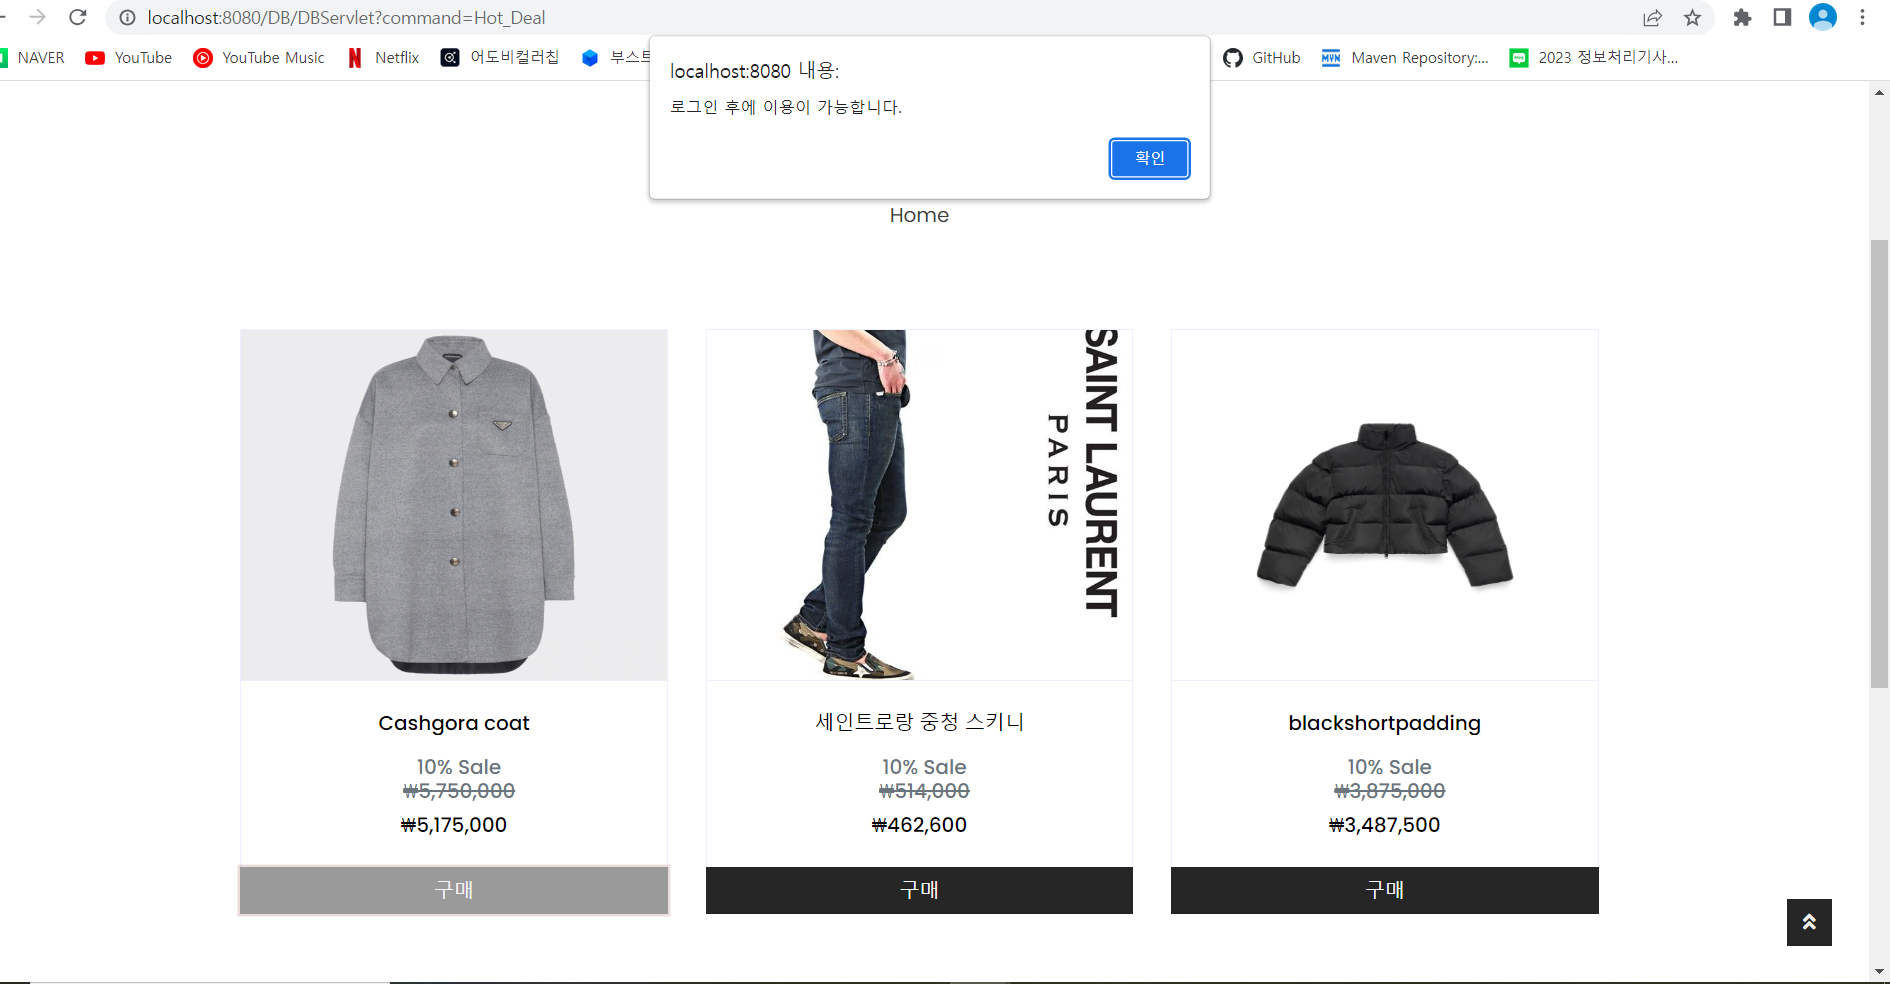 localhost:8080/DB/DBServlet?command=Hot_Deal
NAVER
YouTube
YouTube Music
Netflix
어도비컬러칩
부스트
GitHub
Maven Repository:...
2023 정보처리기사...
localhost:8080 내용:
로그인 후에 이용이 가능합니다.
확인
Home
SAINT LAURENT
PARIS
Cashgora coat
10% Sale
₩5,750,000
₩5,175,000
구매
세인트로랑 중청 스키니
10% Sale
₩514,000
₩462,600
구매
blackshortpadding
10% Sale
₩3,875,000
₩3,487,500
구매